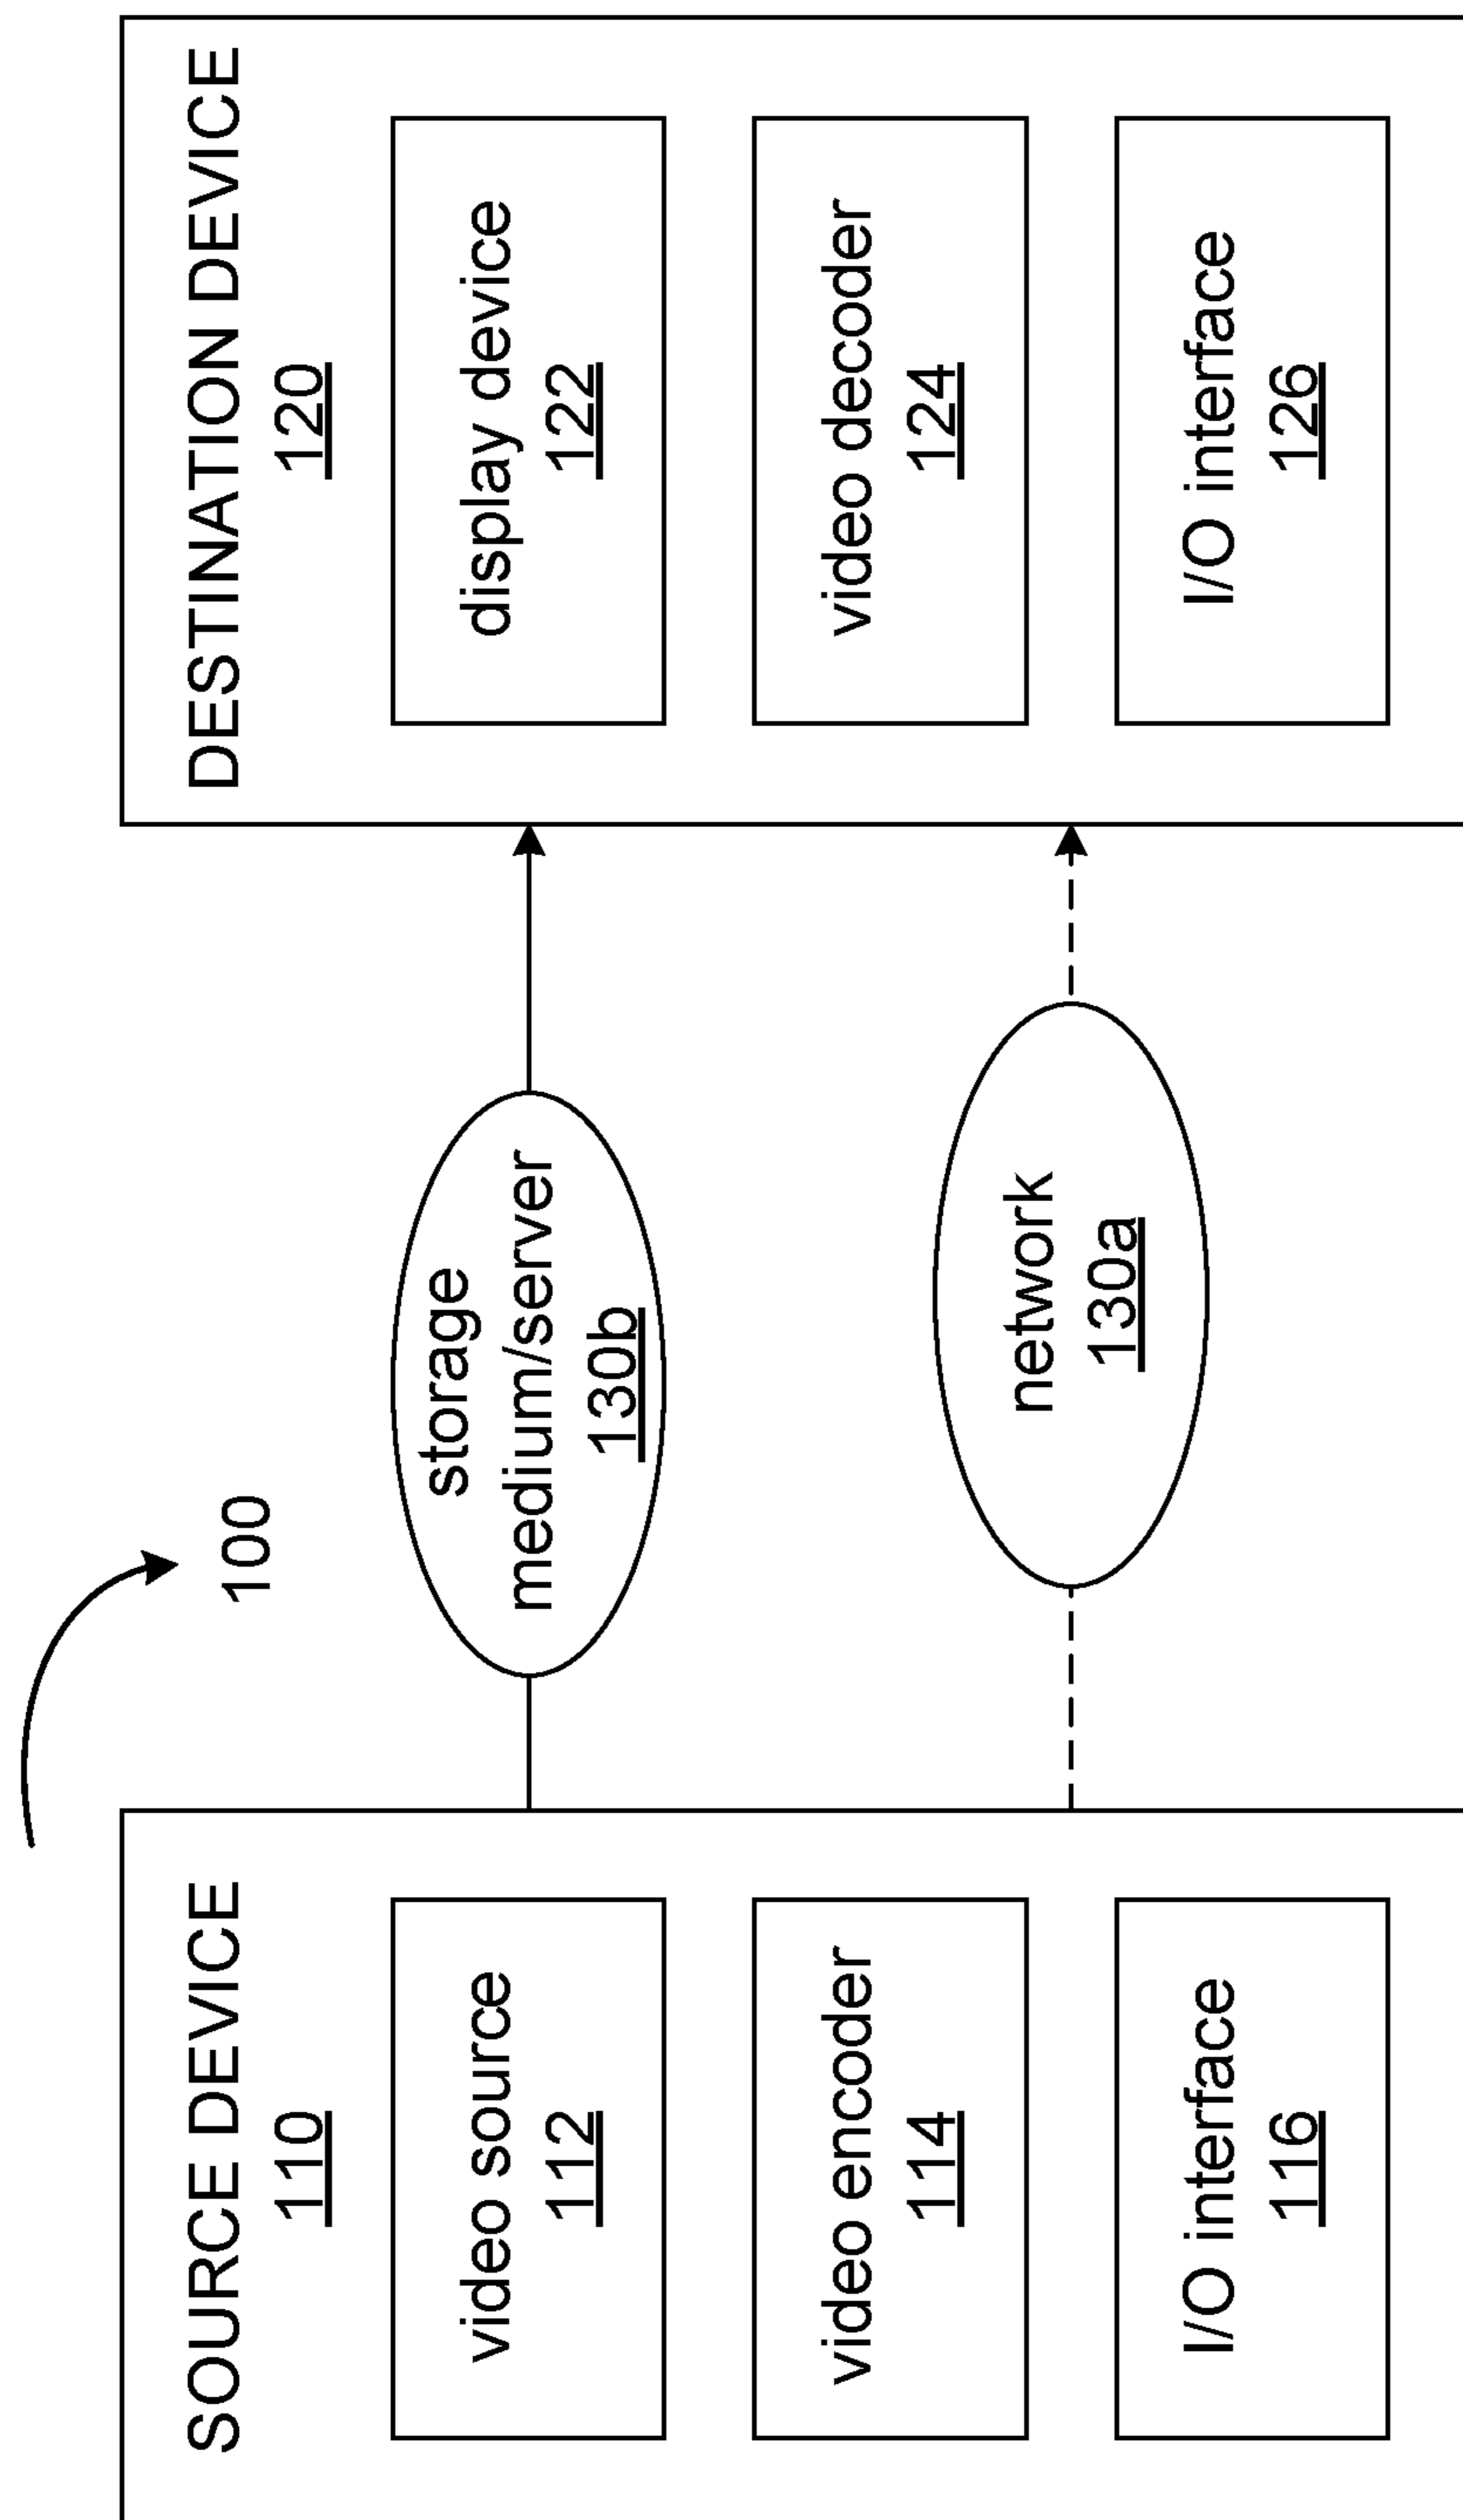 100
SOURCE DEVICE
110
video source
112
video encoder
114
I/O interface
116
storage
medium/server
130b
network
130a
DESTINATION DEVICE
120
display device
122
video decoder
124
I/O interface
126